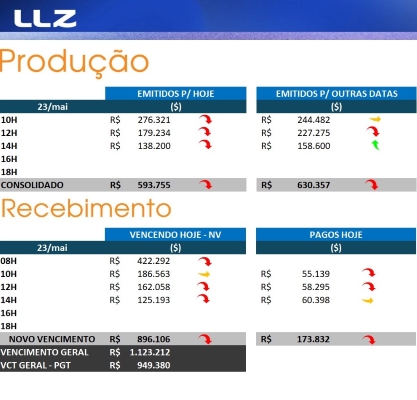 LLZ
Produção
EMITIDOS P/ HOJE EMITIDOS P/ OUTRAS DATAS
23/mai ($) ($)
10H R$ 276.321 R$ 244.482
12H R$ 179.234 R$ 227.275
14H R$ 138.200 R$ 158.600
16H
18H
CONSOLIDADO R$ 593.755 R$ 630.357
Recebimento
VENCENDO HOJE - NV PAGOS HOJE
23/mai ($) ($)
08H R$ 422.292
10H R$ 186.563 R$ 55.139
12H R$ 162.058 R$ 58.295
14H R$ 125.193 R$ 60.398
16H
18H
NOVO VENCIMENTO R$ 896.106 R$ 173.832
VENCIMENTO GERAL R$ 1.123.212
VCT GERAL - PGT R$ 949.380